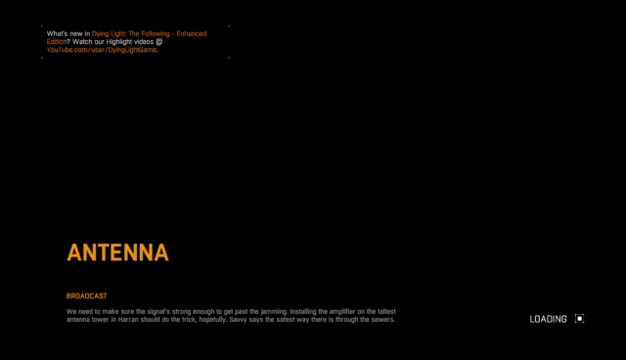 What's new in Dying Light: The Following - Enhanced
Edition? Watch our Highlight videos @
YouTube.com/user/DyingLightGame.
ANTENNA
BROADCAST
We need to make sure the signal's strong enough to get past the jamming. Installing the amplifier on the tallest
antenna tower in Harran should do the trick, hopefully. Savvy says the safest way there is through the sewers.
LOADING